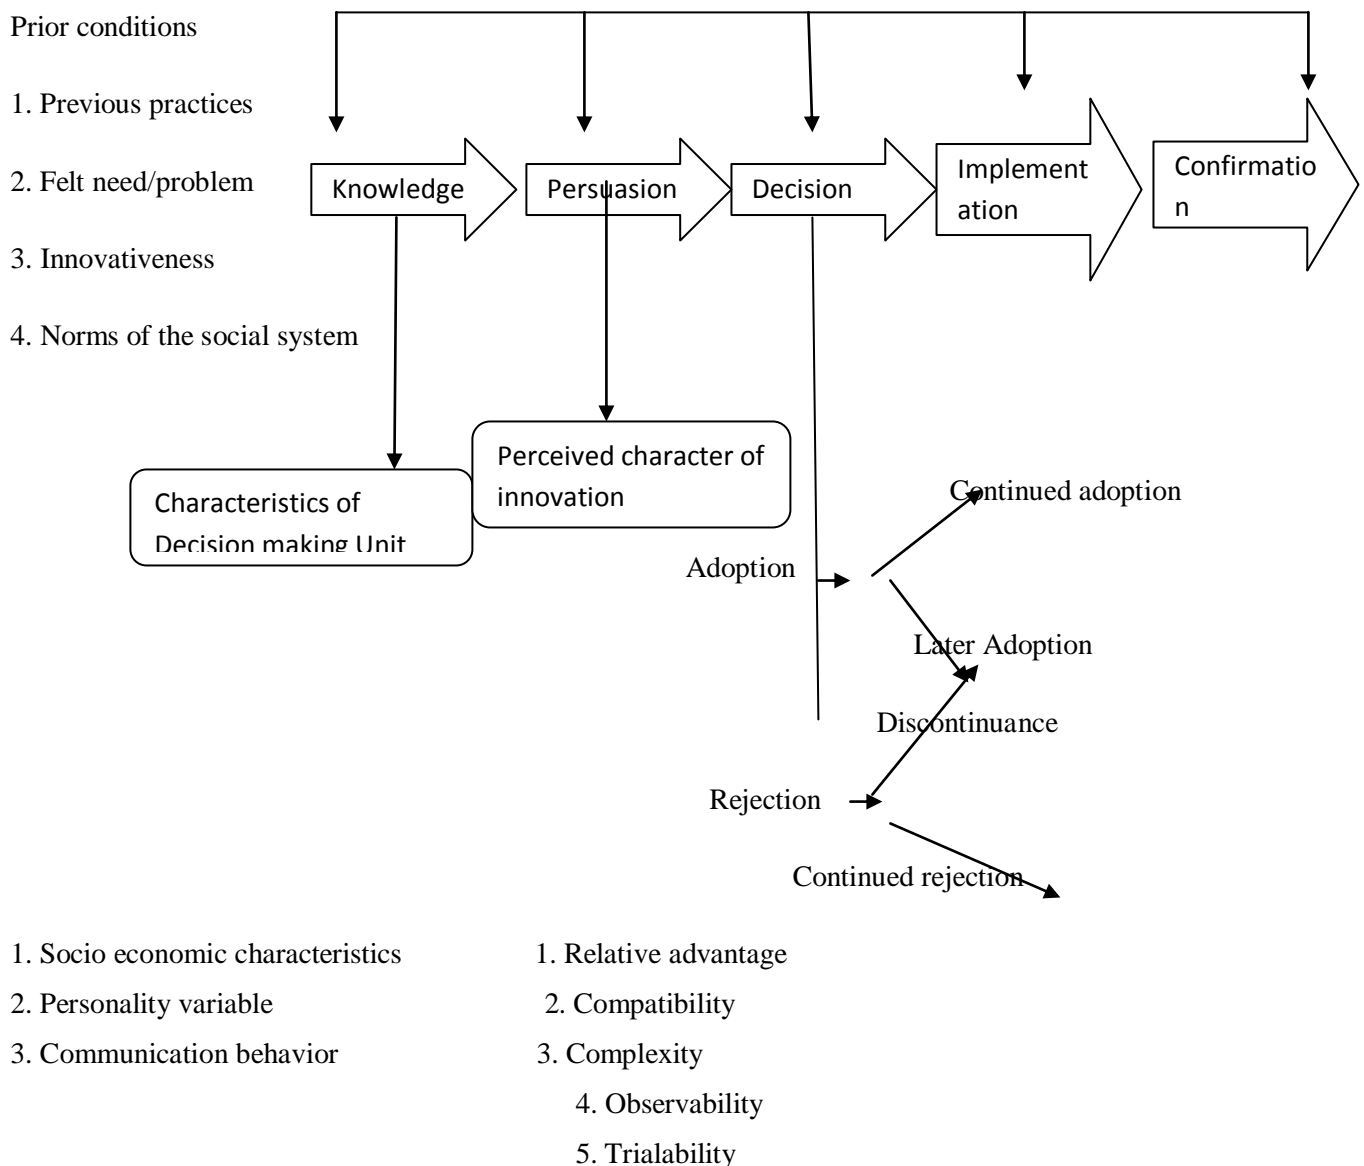 Prior conditions
1. Previous practices
2. Felt need/problem
3. Innovativeness
4. Norms of the social system
Knowledge
Persuasion
Decision
Implement
ation
Confirmatio
n
Characteristics of
Decision making Unit
Perceived character of
innovation
Continued adoption
Adoption
Later Adoption
Discontinuance
Rejection
Continued rejection
1. Socio economic characteristics
2. Personality variable
3. Communication behavior
1. Relative advantage
2. Compatibility
3. Complexity
4. Observability
5. Trialability